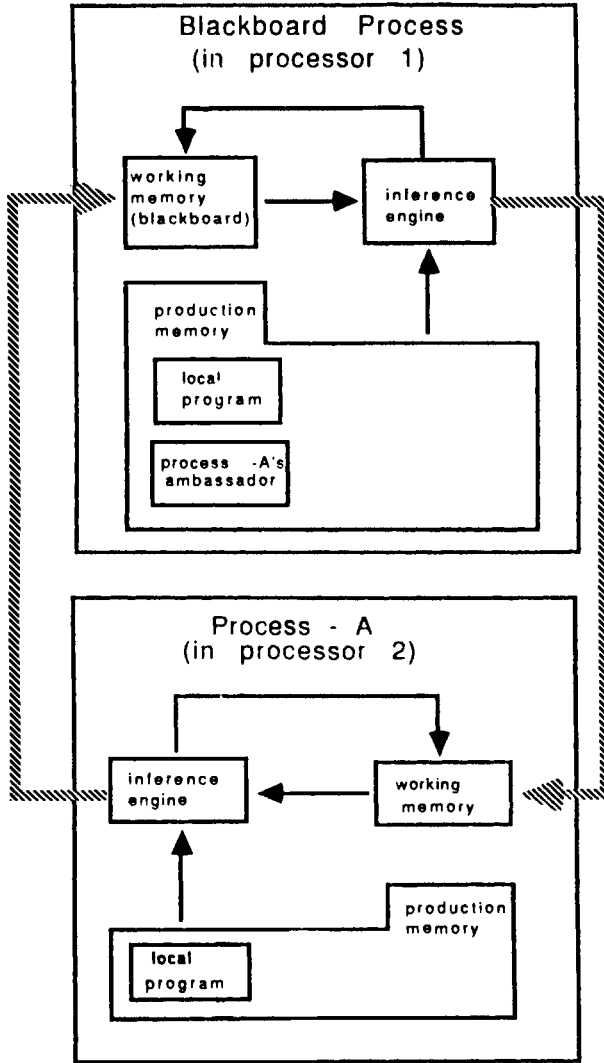 Blackboard Process
(in processor 1)
working
memory
(blackboard)
inference
engine
production
memory
local
program
process -A's
ambassador
Process - A
(in processor 2)
inference
engine
working
memory
production
memory
local
program